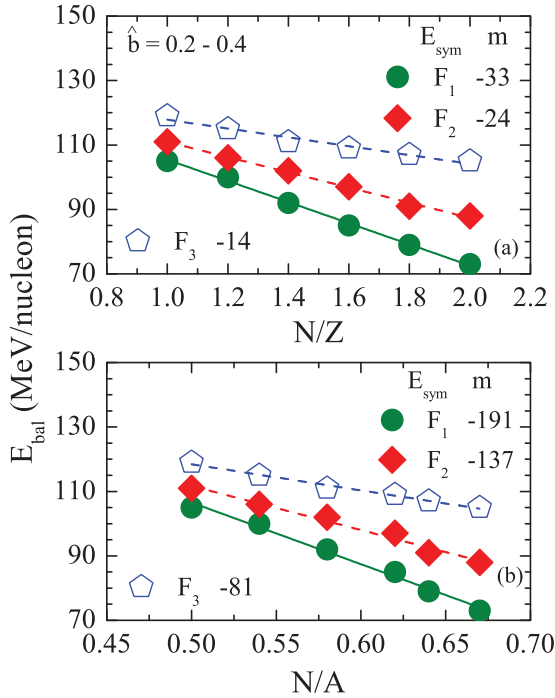 b̂ = 0.2 - 0.4
E_sym m
F_1 -33
F_2 -24
F_3 -14
(a)
150
130
110
90
70
0.8 1.0 1.2 1.4 1.6 1.8 2.0 2.2
N/Z
E_bal (MeV/nucleon)
E_sym m
F_1 -191
F_2 -137
F_3 -81
(b)
150
130
110
90
70
0.45 0.50 0.55 0.60 0.65 0.70
N/A